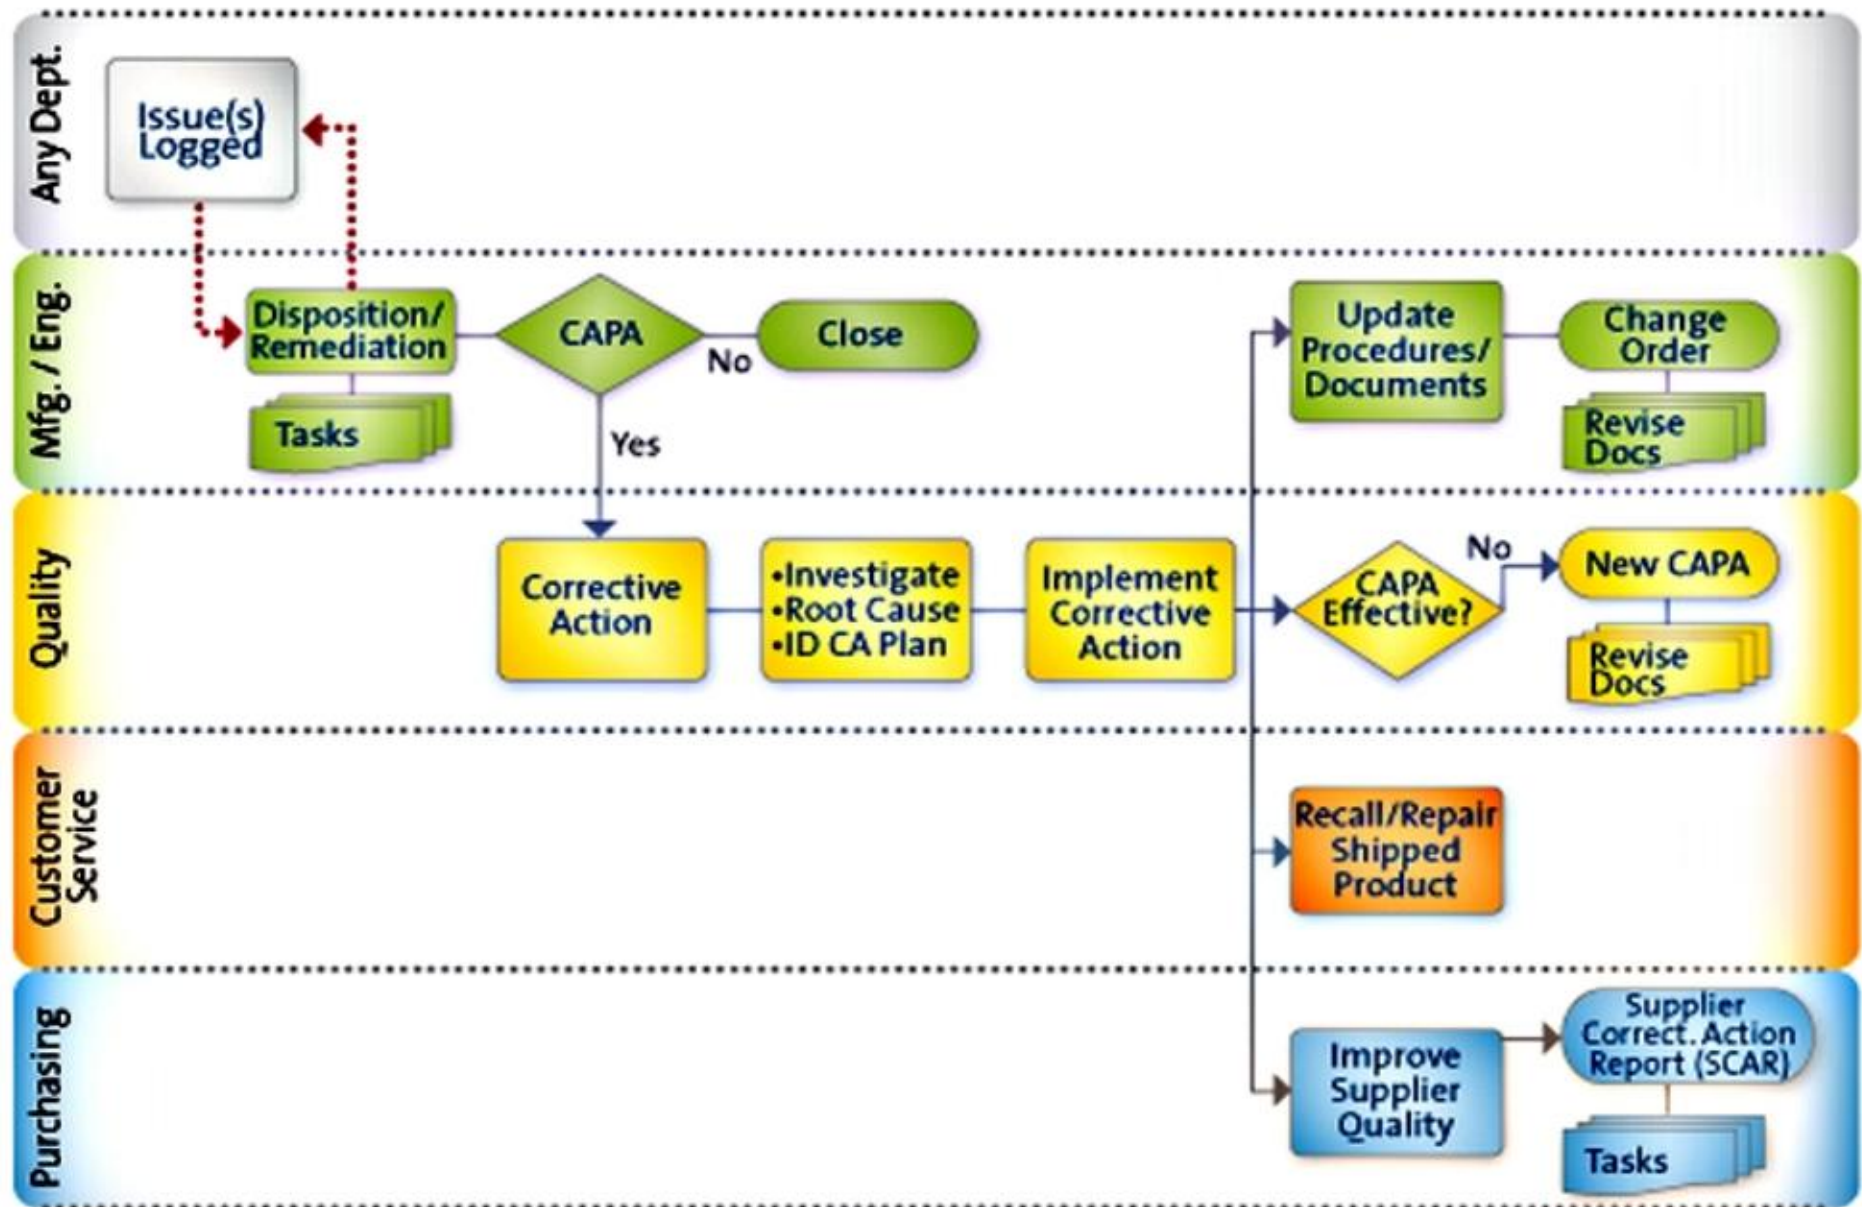 Any Dept.
Issue(s)
Logged
Mfg. / Eng.
Disposition/
Remediation
Tasks
CAPA
No
Close
Yes
Update
Procedures/
Documents
Change
Order
Revise
Docs
Quality
Corrective
Action
•Investigate
•Root Cause
•ID CA Plan
Implement
Corrective
Action
CAPA
Effective?
No
New CAPA
Revise
Docs
Customer
Service
Recall/Repair
Shipped
Product
Purchasing
Improve
Supplier
Quality
Supplier
Correct. Action
Report (SCAR)
Tasks